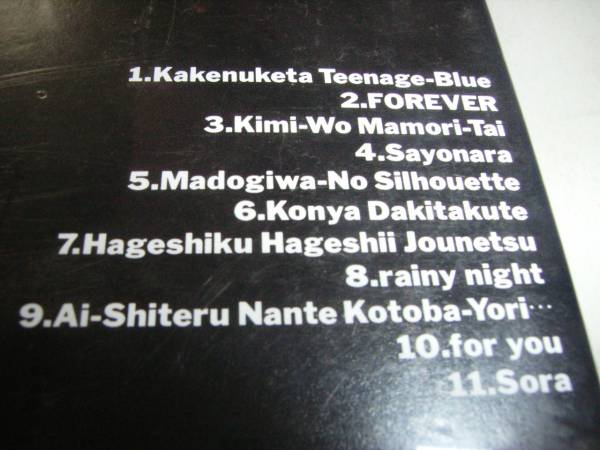 1.Kakenuketa Teenage-Blue
2.FOREVER
3.Kimi-Wo Mamori-Tai
4.Sayonara
5.Madogiwa-No Silhouette
6.Konya Dakitakute
7.Hageshiku Hageshii Jounetsu
8.rainy night
9.Ai-Shiteru Nante Kotoba-Yori…
10.for you
11.Sora